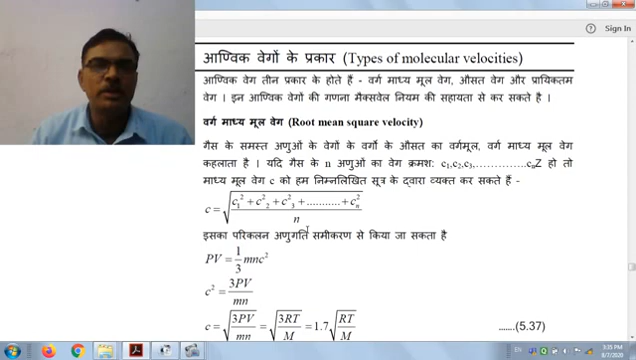 Sign In
आण्विक वेगों के प्रकार (Types of molecular velocities)
आण्विक वेग तीन प्रकार के होते हैं - वर्ग माध्य मूल वेग, औसत वेग और प्रायिकतम
वेग । इन आण्विक वेगों की गणना मैक्सवेल नियम की सहायता से कर सकते है ।
वर्ग माध्य मूल वेग (Root mean square velocity)
गैस के समस्त अणुओं के वेगों के वर्गों के औसत का वर्गमूल, वर्ग माध्य मूल वेग
कहलाता है । यदि गैस के n अणुओं का वेग क्रमश: c₁,c₂,c₃,...............cₙZ हो तो
माध्य मूल वेग c को हम निम्नलिखित सूत्र के द्वारा व्यक्त कर सकते हैं -
c = √((c₁² + c²₂ + c²₃ + ........... + cₙ²)/n)
इसका परिकलन अणुगति समीकरण से किया जा सकता है
PV = 1/3 mnc²
c² = 3PV/mn
c = √(3PV/mn) = √(3RT/M) = 1.7√(RT/M) ......(5.37)
EN
3:35 PM
8/7/2020